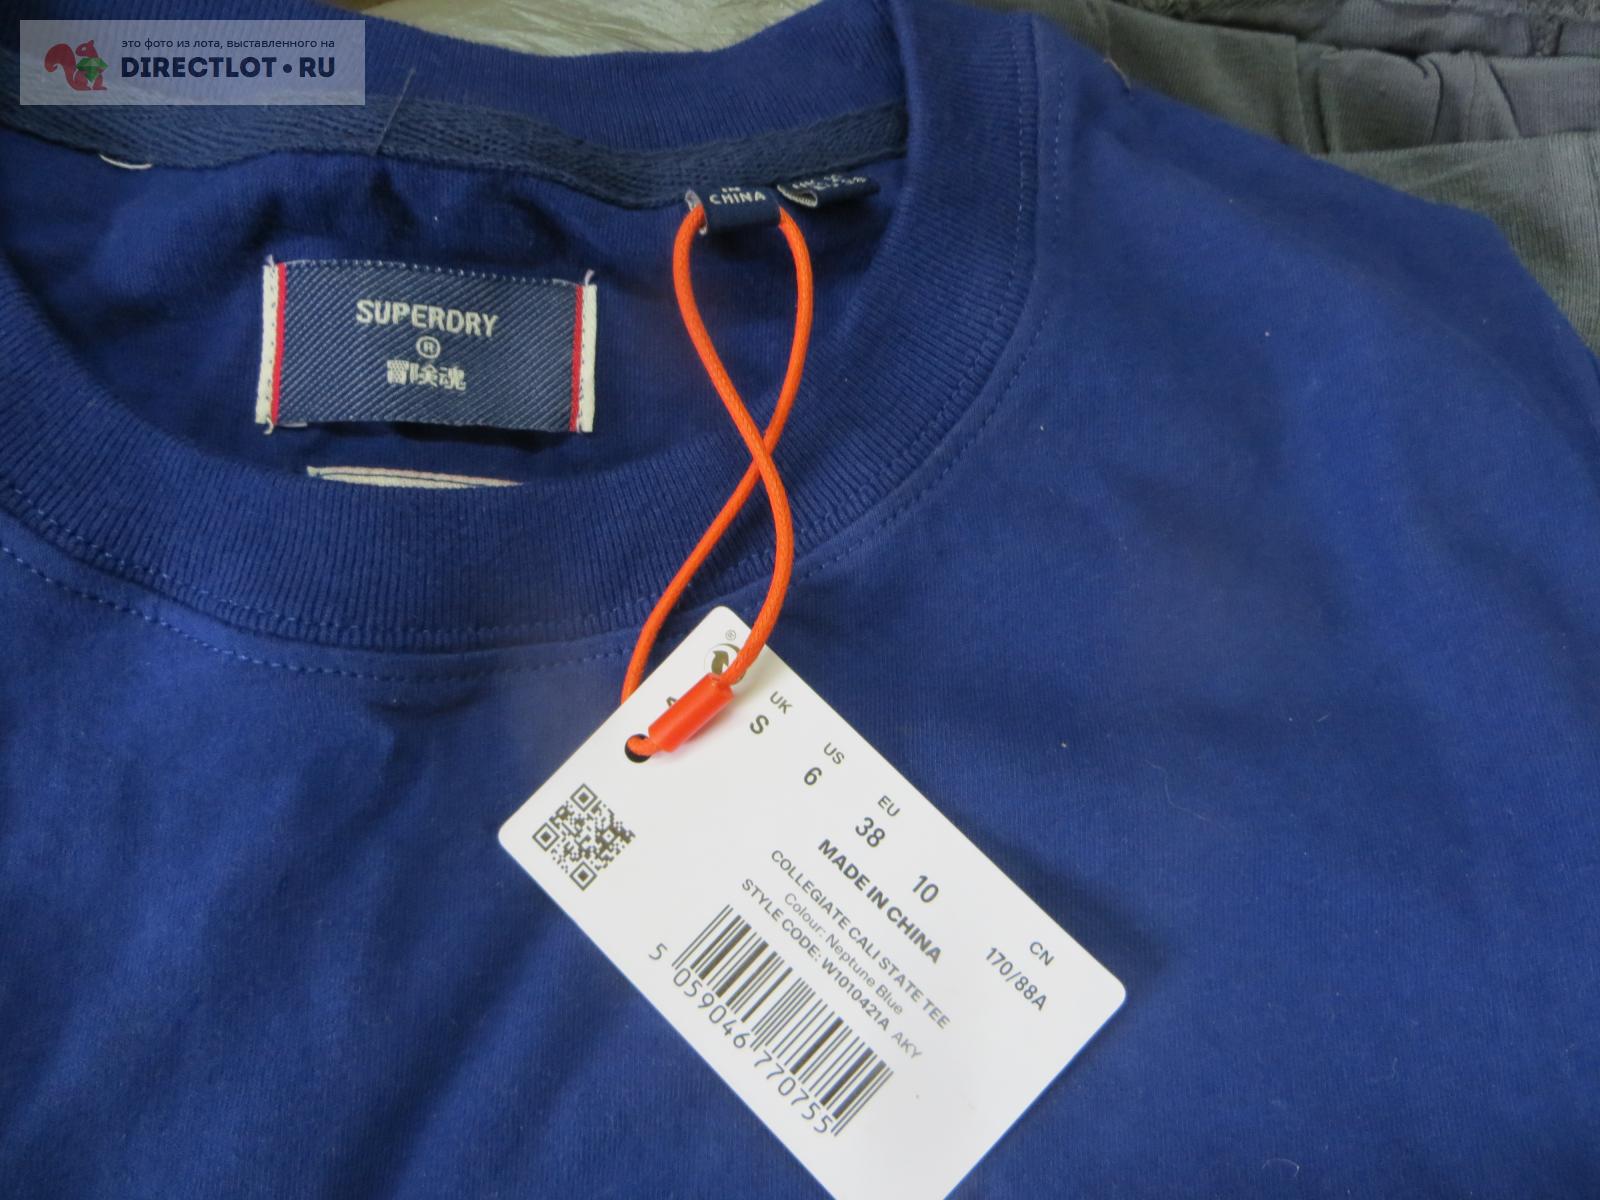 это фото из лота, выставленного на
DIRECTLOT•RU
IN
CHINA
SUPERDRY
®
冒険魂
®
S
UK
S
US
6
EU
38
10
CN
170/88A
MADE IN CHINA
COLLEGIATE CALI STATE TEE
Colour: Neptune Blue
STYLE CODE: W1010421A AKY
5 059046 770755